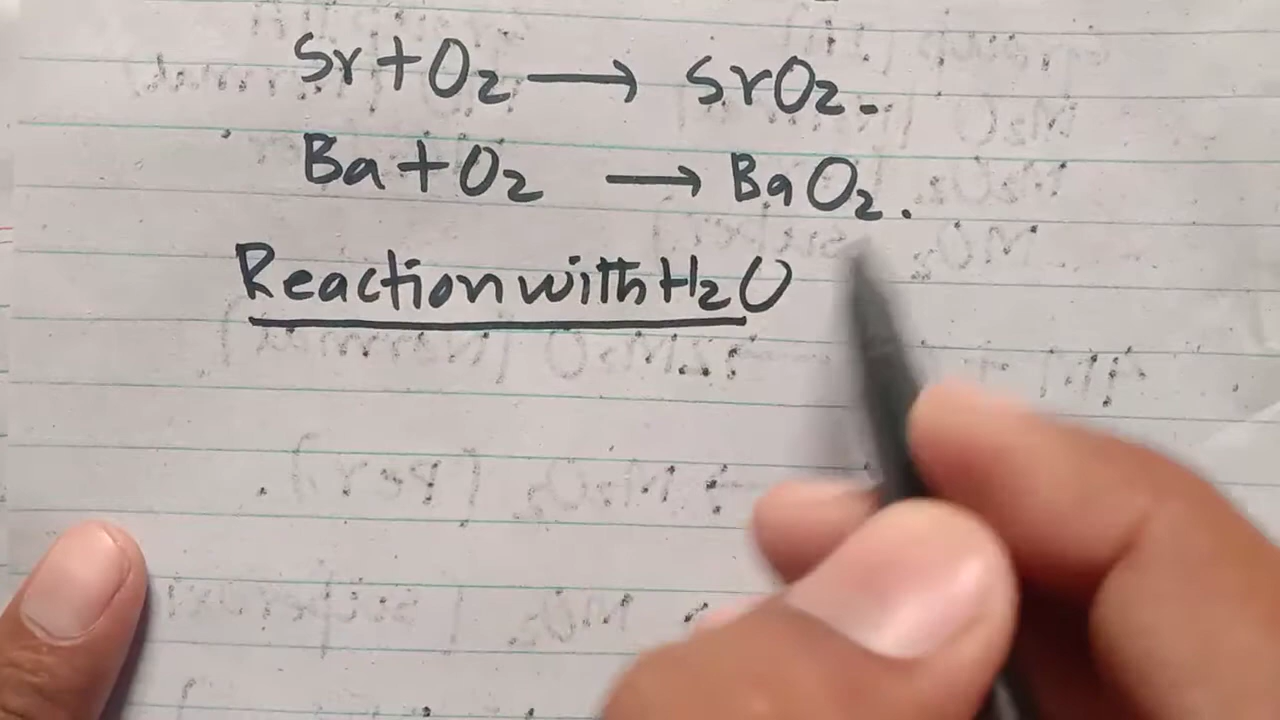 Sr + O₂ → SrO₂.
Ba + O₂ → BaO₂.
Reaction with H₂O